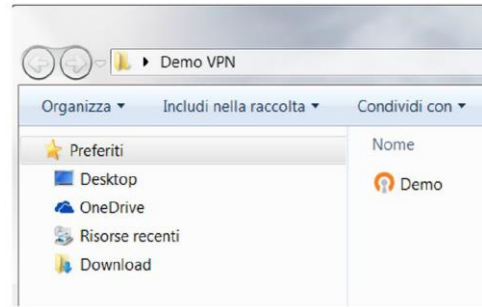 Demo VPN
Organizza Includi nella raccolta Condividi con
Preferiti
Desktop
OneDrive
Risorse recenti
Download
Nome
Demo